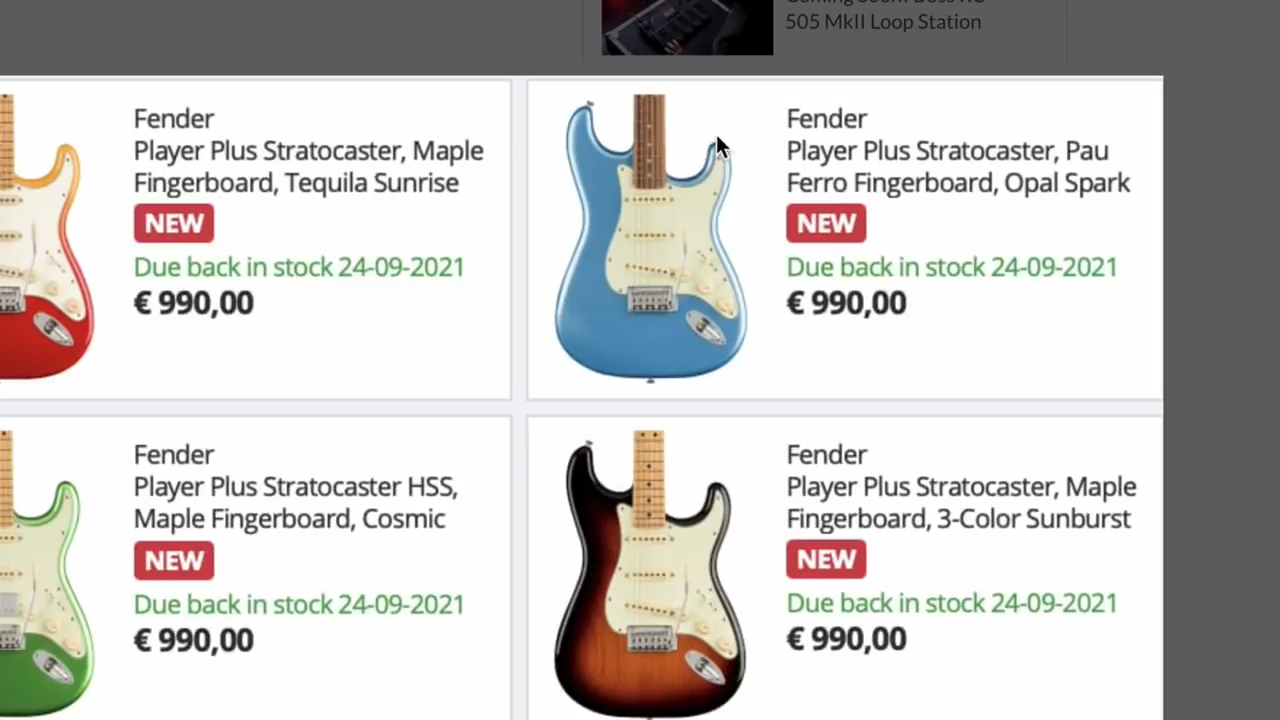 505 MkII Loop Station
Fender
Player Plus Stratocaster, Maple
Fingerboard, Tequila Sunrise
NEW
Due back in stock 24-09-2021
€ 990,00
Fender
Player Plus Stratocaster, Pau
Ferro Fingerboard, Opal Spark
NEW
Due back in stock 24-09-2021
€ 990,00
Fender
Player Plus Stratocaster HSS,
Maple Fingerboard, Cosmic
NEW
Due back in stock 24-09-2021
€ 990,00
Fender
Player Plus Stratocaster, Maple
Fingerboard, 3-Color Sunburst
NEW
Due back in stock 24-09-2021
€ 990,00